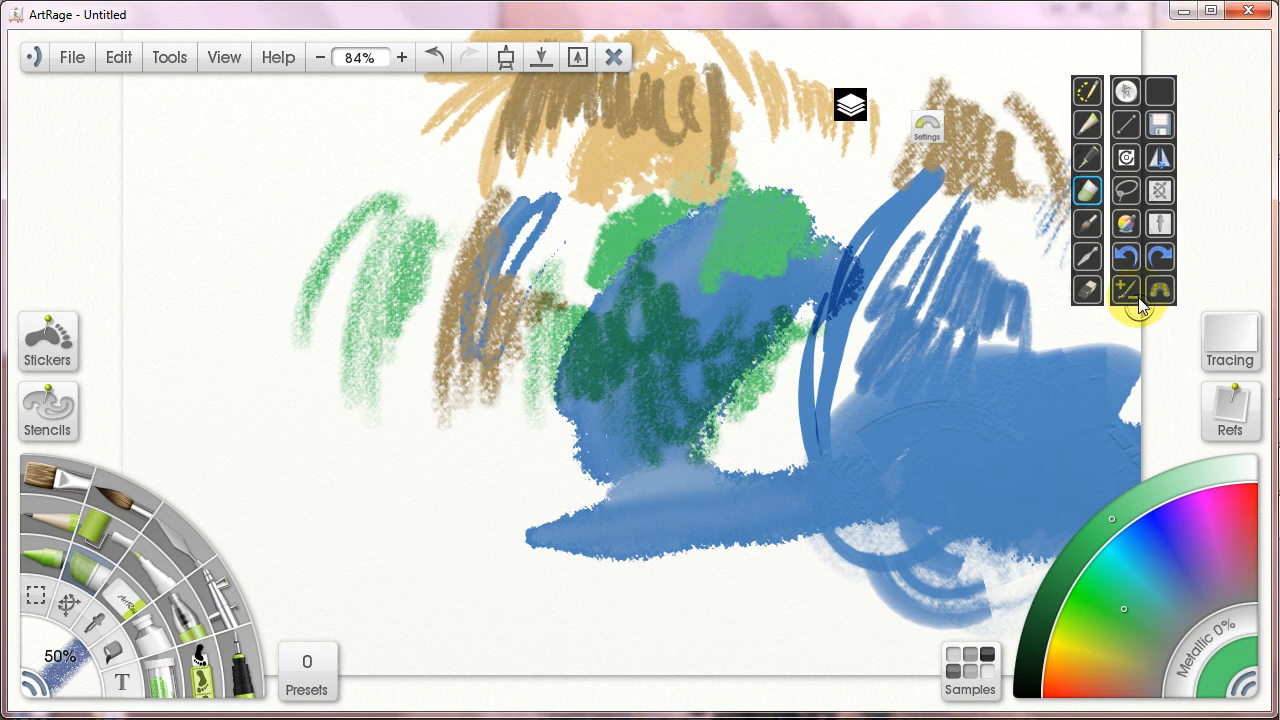 ArtRage - Untitled
File Edit Tools View Help − 84% +
Settings
Stickers
Stencils
Tracing
Refs
50%
T
0
Presets
Samples
Metallic 0%